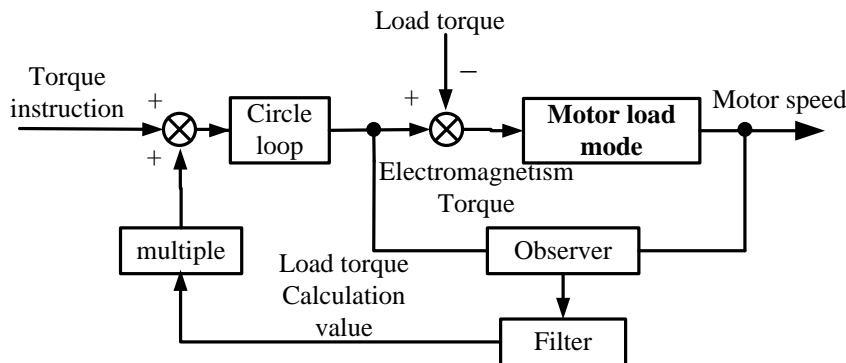 Load torque
−
Torque
instruction
+
+
Circle
loop
+
Motor load
mode
Motor speed
Electromagnetism
Torque
multiple
Load torque
Calculation
value
Observer
Filter